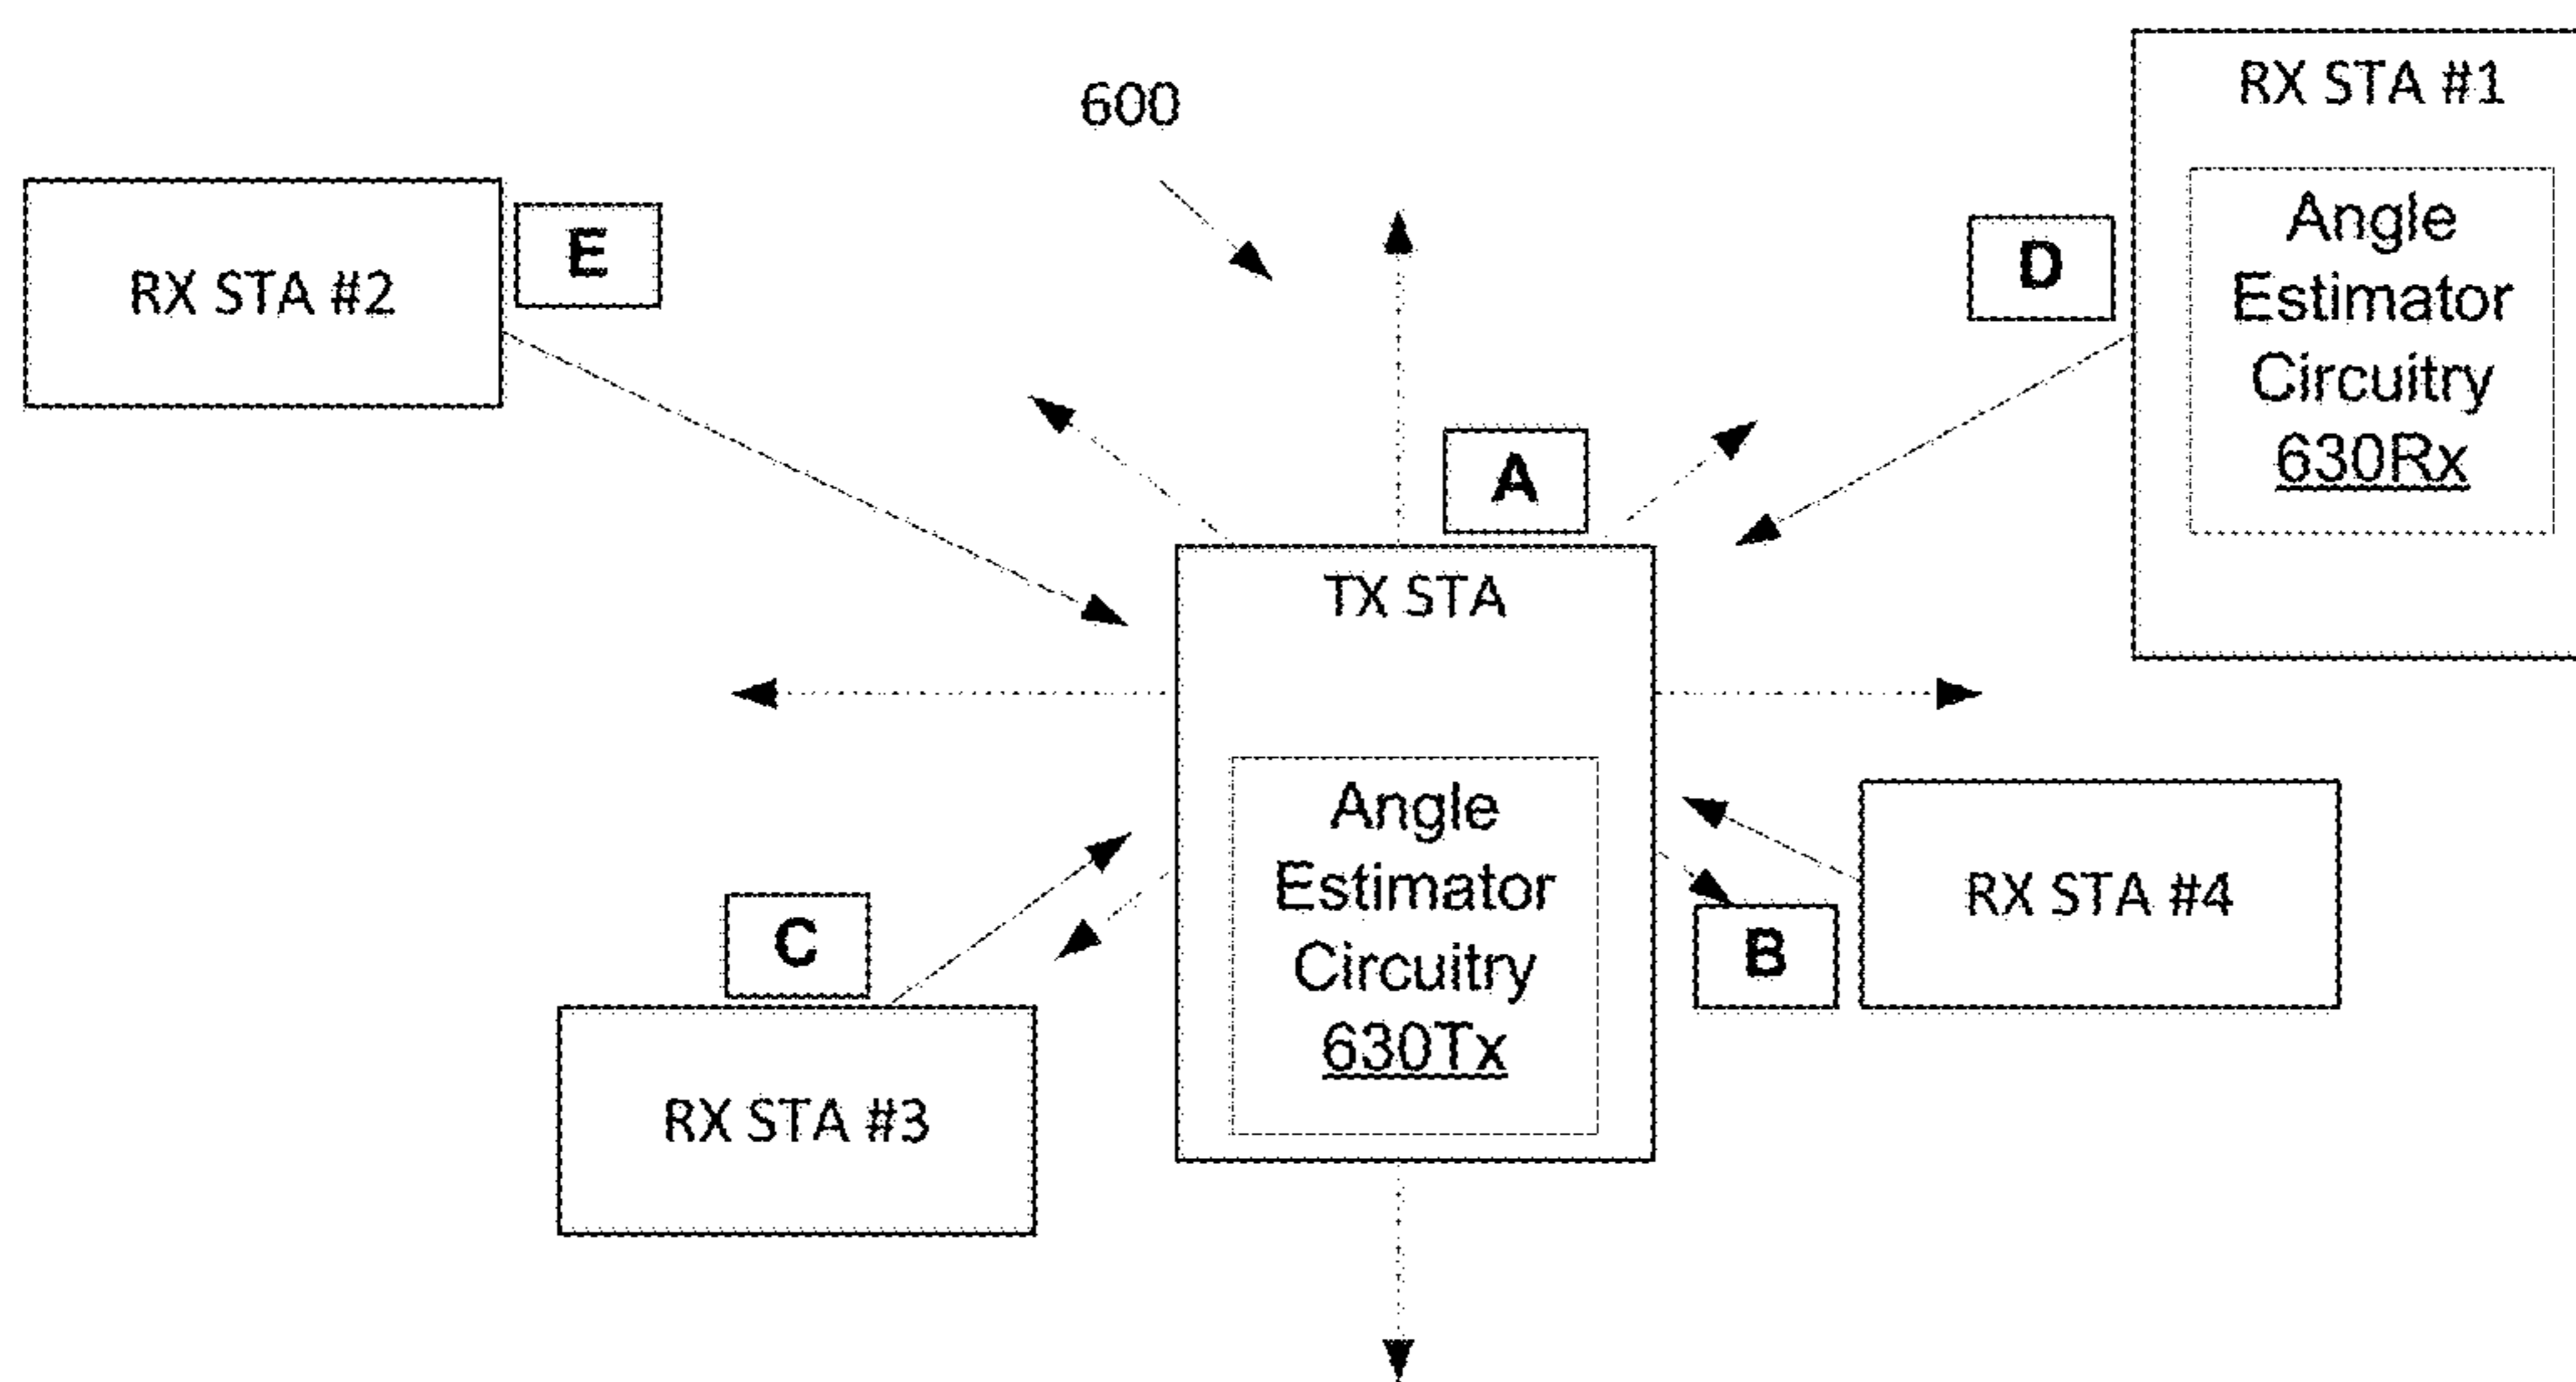 600
RX STA #1
Angle
Estimator
Circuitry
630Rx
D
RX STA #2
E
A
TX STA
Angle
Estimator
Circuitry
630Tx
RX STA #4
B
C
RX STA #3